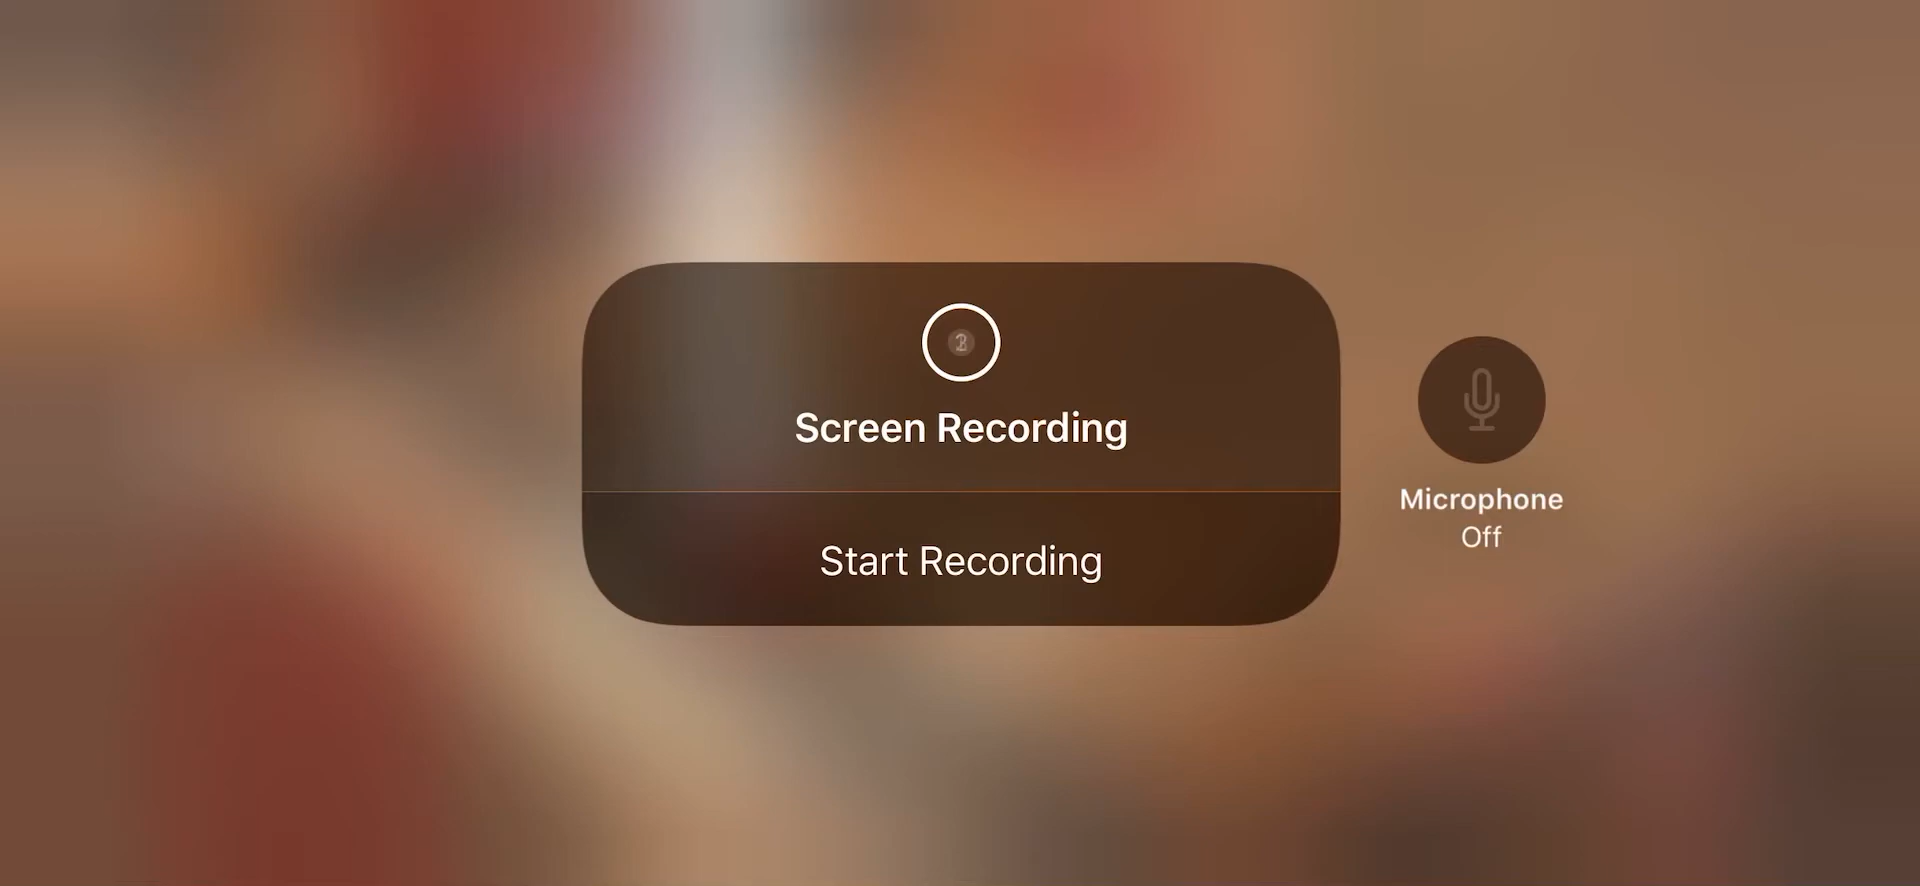 Screen Recording
Start Recording
Microphone
Off